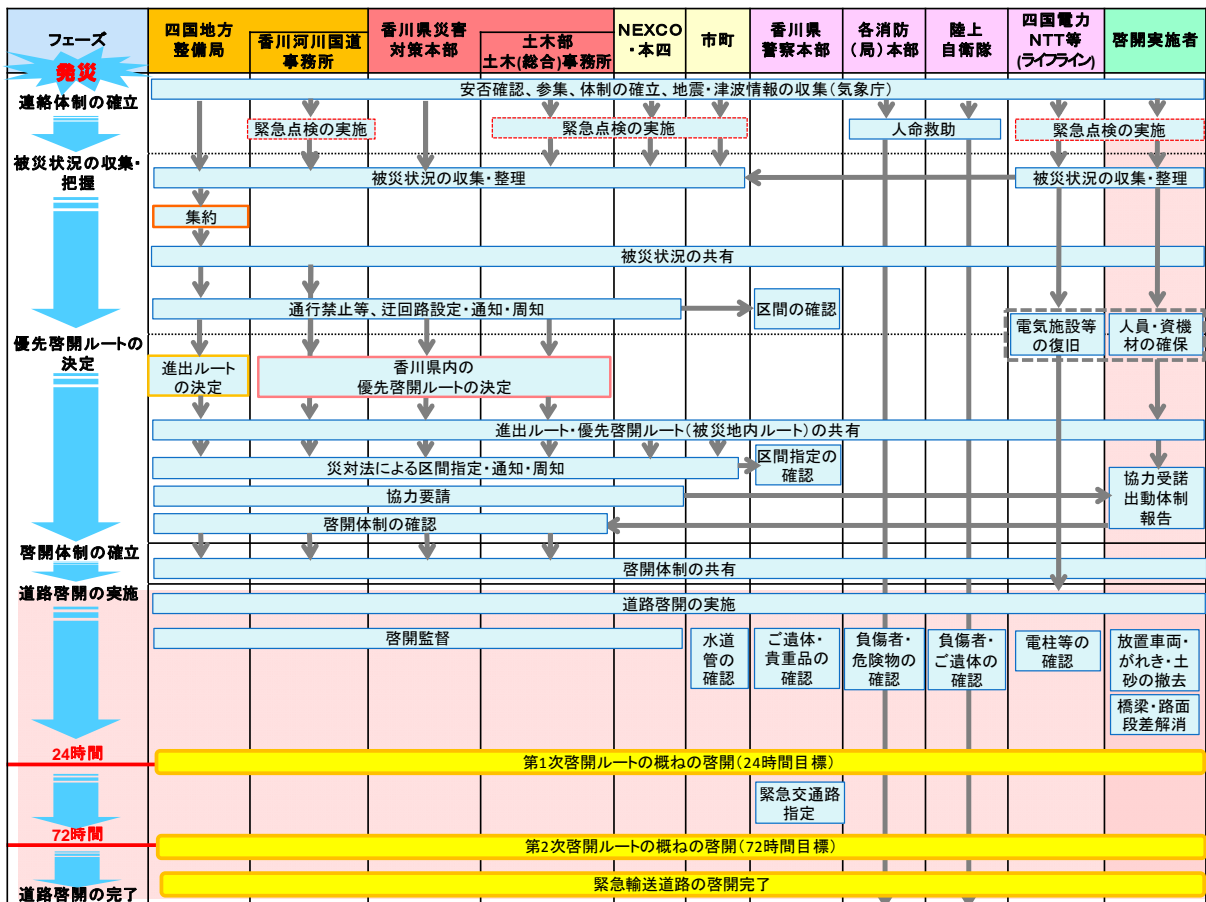 フェーズ
四国地方
整備局
香川河川国道
事務所
香川県災害
対策本部
土木部
土木(総合)事務所
NEXCO
・本四
市町
香川県
警察本部
各消防
(局)本部
陸上
自衛隊
四国電力
NTT等
(ライフライン)
啓開実施者
発災
連絡体制の確立
安否確認、参集、体制の確立、地震・津波情報の収集(気象庁)
緊急点検の実施
緊急点検の実施
人命救助
緊急点検の実施
被災状況の収集・
把握
被災状況の収集・整理
被災状況の収集・整理
集約
被災状況の共有
通行禁止等、迂回路設定・通知・周知
区間の確認
電気施設等
の復旧
人員・資機
材の確保
優先啓開ルートの
決定
進出ルート
の決定
香川県内の
優先啓開ルートの決定
進出ルート・優先啓開ルート(被災地内ルート)の共有
災対法による区間指定・通知・周知
区間指定の
確認
協力要請
協力受諾
出動体制
報告
啓開体制の確認
啓開体制の確立
啓開体制の共有
道路啓開の実施
道路啓開の実施
啓開監督
水道
管の
確認
ご遺体・
貴重品の
確認
負傷者・
危険物の
確認
負傷者・
ご遺体の
確認
電柱等の
確認
放置車両・
がれき・土
砂の撤去
橋梁・路面
段差解消
24時間
第1次啓開ルートの概ねの啓開(24時間目標)
緊急交通路
指定
72時間
第2次啓開ルートの概ねの啓開(72時間目標)
緊急輸送道路の啓開完了
道路啓開の完了